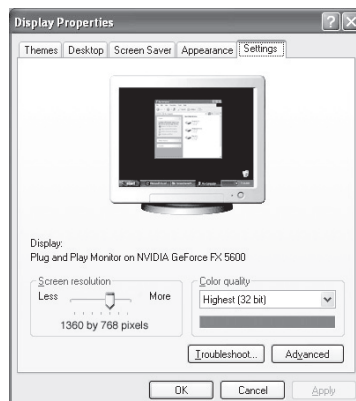 Display Properties
Themes Desktop Screen Saver Appearance Settings
Display:
Plug and Play Monitor on NVIDIA GeForce FX 5600
Screen resolution
Less More
1360 by 768 pixels
Color quality
Highest (32 bit)
Troubleshoot... Advanced
OK Cancel Apply